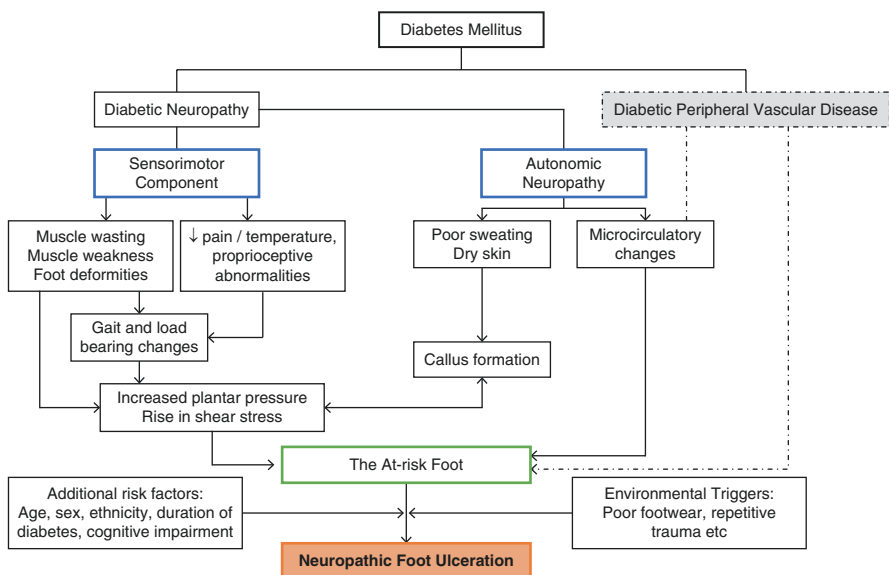 Diabetes Mellitus
Diabetic Neuropathy
Diabetic Peripheral Vascular Disease
Sensorimotor
Component
Autonomic
Neuropathy
Muscle wasting
Muscle weakness
Foot deformities
↓ pain / temperature,
proprioceptive
abnormalities
Poor sweating
Dry skin
Microcirculatory
changes
Gait and load
bearing changes
Callus formation
Increased plantar pressure
Rise in shear stress
The At-risk Foot
Additional risk factors:
Age, sex, ethnicity, duration of
diabetes, cognitive impairment
Environmental Triggers:
Poor footwear, repetitive
trauma etc
Neuropathic Foot Ulceration